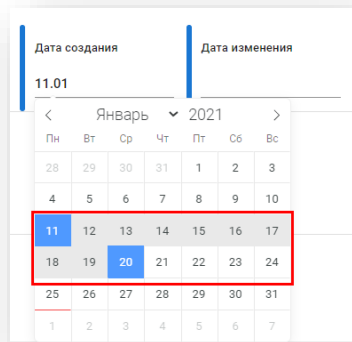 Дата создания Дата изменения
11.01
Январь 2021
Пн Вт Ср Чт Пт Сб Вс
28 29 30 31 1 2 3
4 5 6 7 8 9 10
11 12 13 14 15 16 17
18 19 20 21 22 23 24
25 26 27 28 29 30 31
1 2 3 4 5 6 7